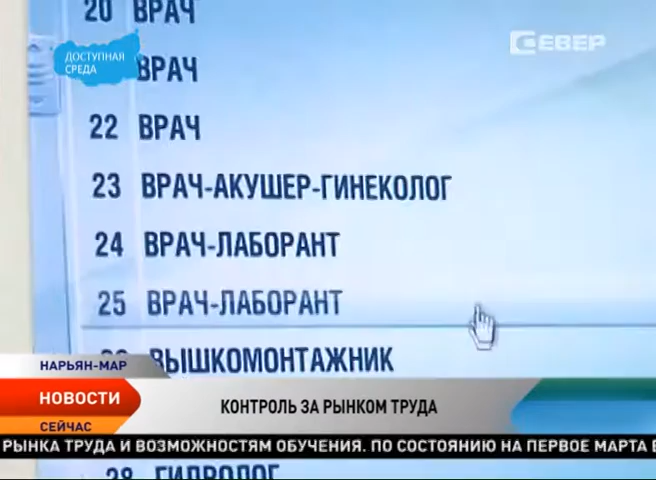 20 ВРАЧ
СЕВЕР
ДОСТУПНАЯ
СРЕДА
ВРАЧ
22 ВРАЧ
23 ВРАЧ-АКУШЕР-ГИНЕКОЛОГ
24 ВРАЧ-ЛАБОРАНТ
25 ВРАЧ-ЛАБОРАНТ
ВЫШКОМОНТАЖНИК
НАРЬЯН-МАР
НОВОСТИ
КОНТРОЛЬ ЗА РЫНКОМ ТРУДА
СЕЙЧАС
РЫНКА ТРУДА И ВОЗМОЖНОСТЯМ ОБУЧЕНИЯ. ПО СОСТОЯНИЮ НА ПЕРВОЕ МАРТА
28 ГИДРОЛОГ